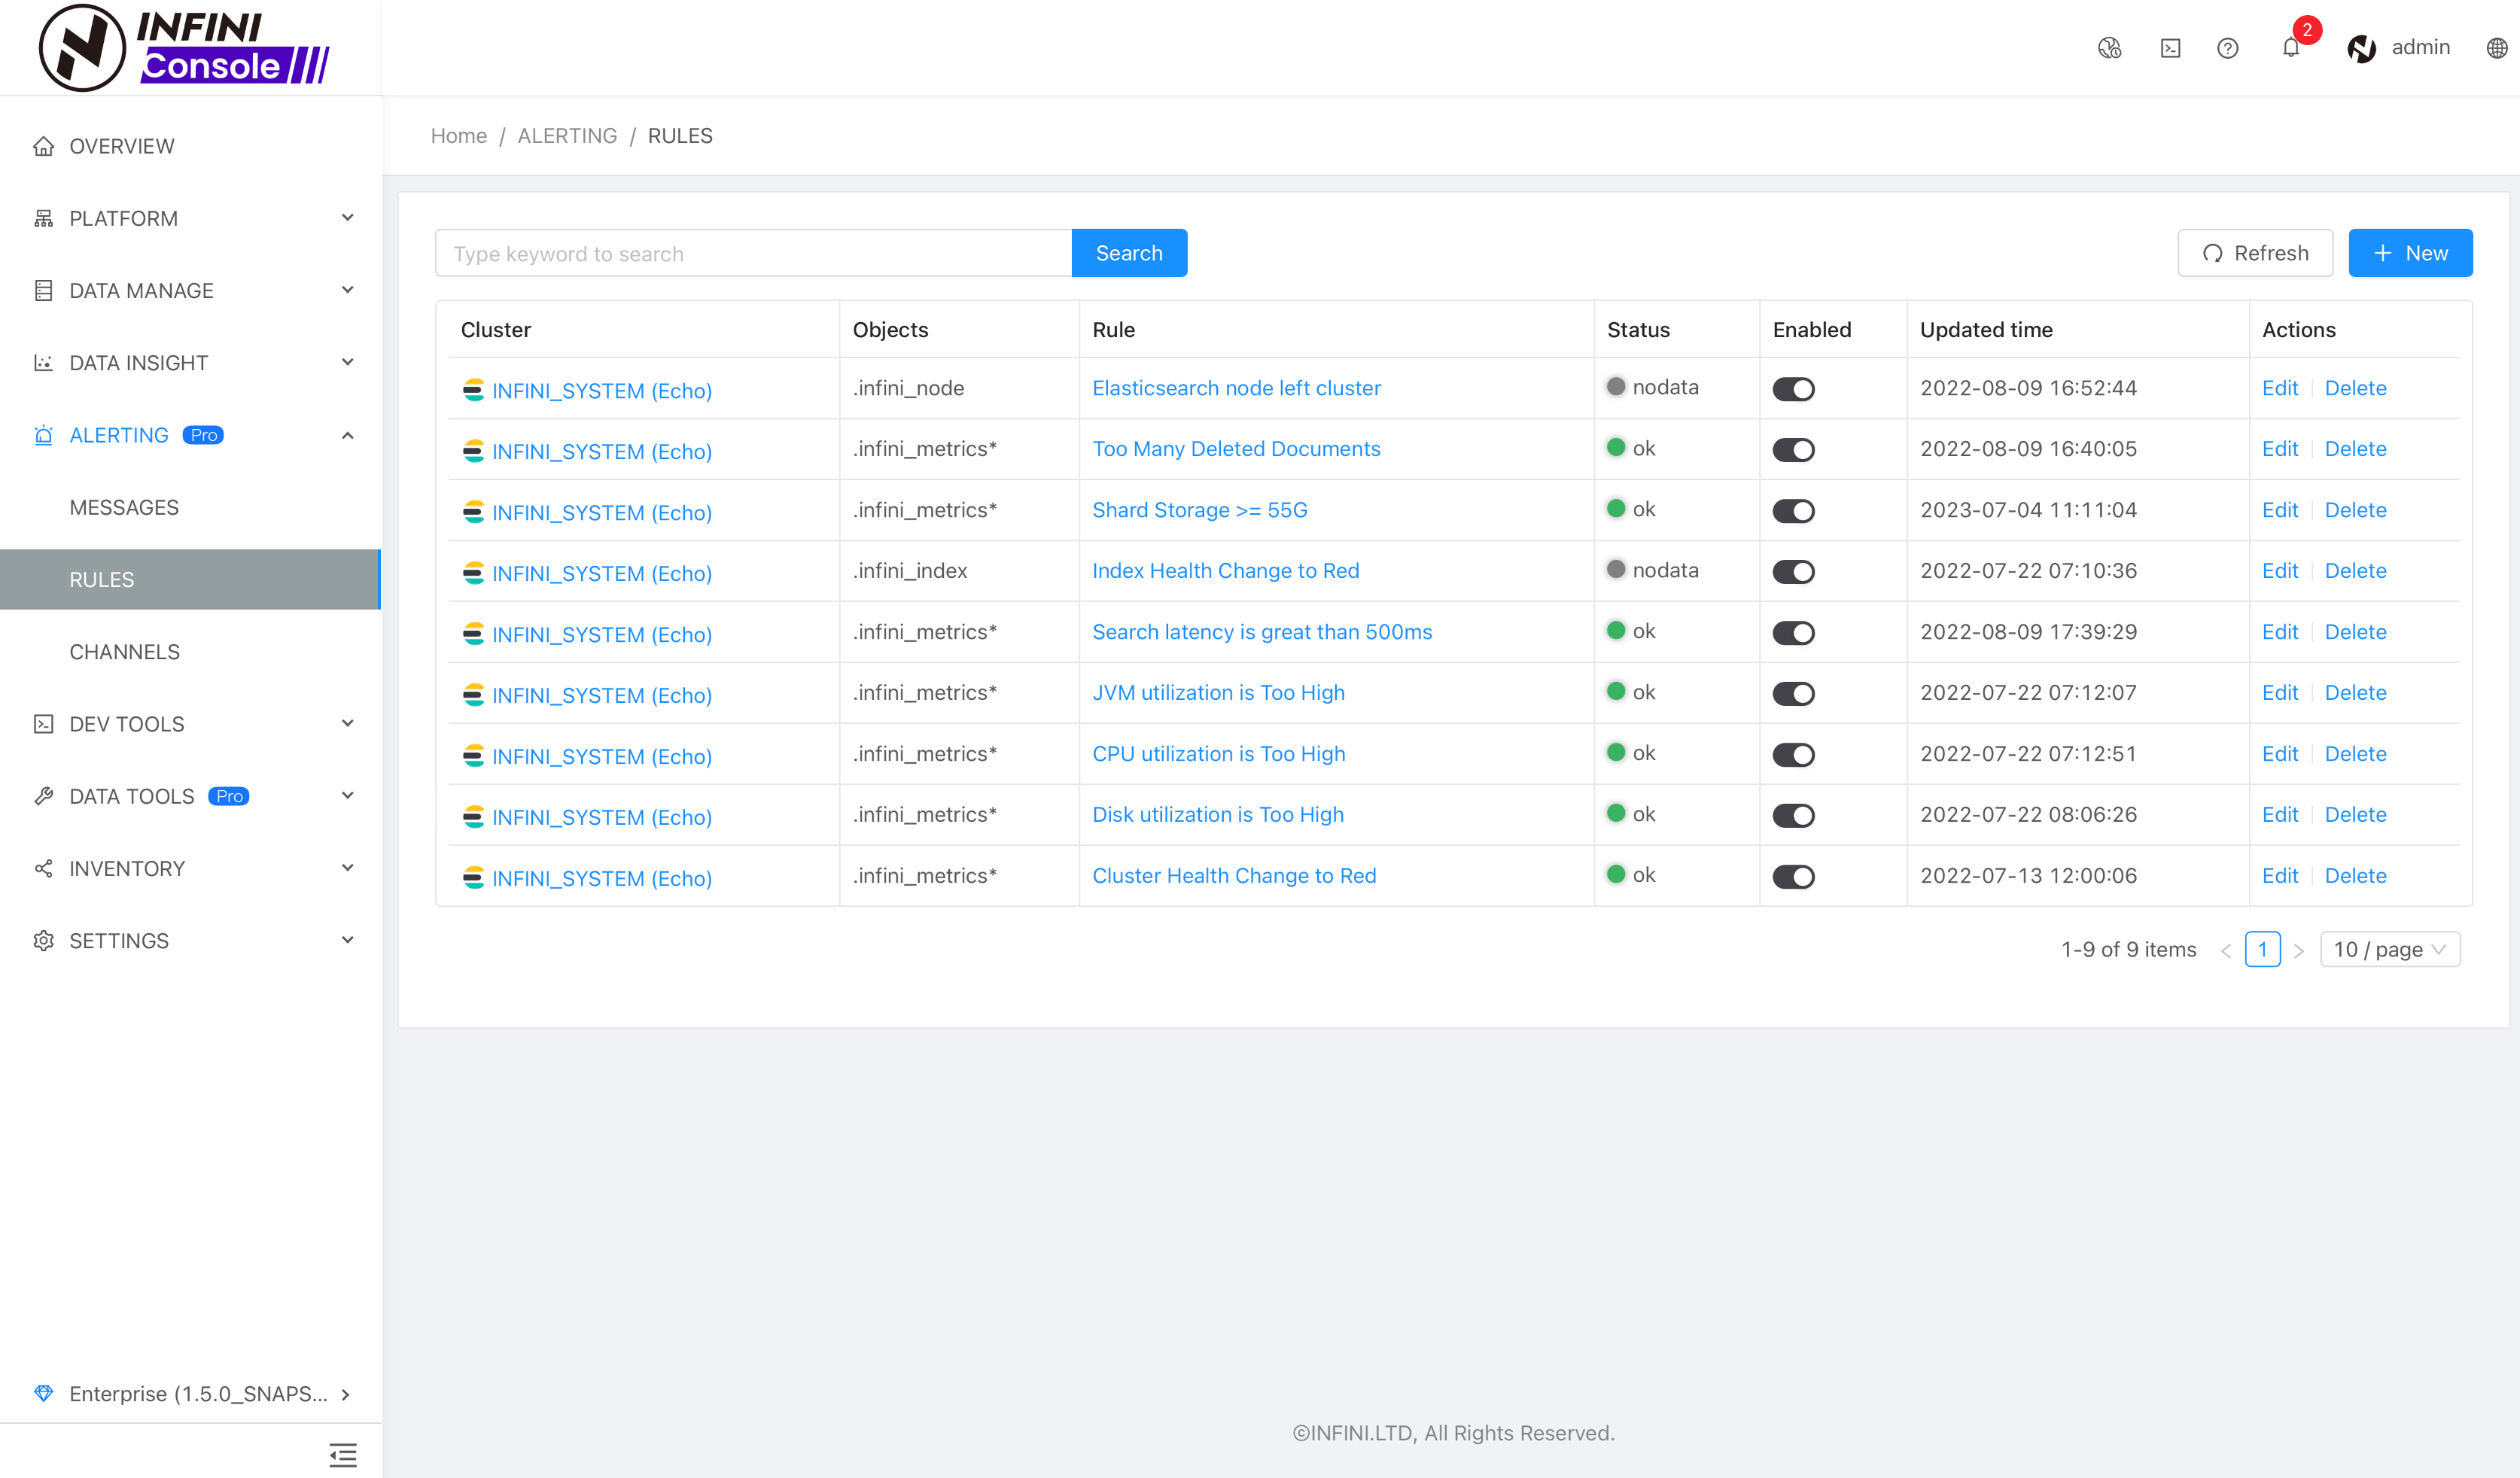 INFINI
Console
2
admin
Home / ALERTING / RULES
OVERVIEW
PLATFORM
DATA MANAGE
DATA INSIGHT
ALERTING Pro
MESSAGES
RULES
CHANNELS
DEV TOOLS
DATA TOOLS Pro
INVENTORY
SETTINGS
Enterprise (1.5.0_SNAPS...
Type keyword to search Search Refresh New
Cluster Objects Rule Status Enabled Updated time Actions
INFINI_SYSTEM (Echo) .infini_node Elasticsearch node left cluster nodata 2022-08-09 16:52:44 Edit Delete
INFINI_SYSTEM (Echo) .infini_metrics* Too Many Deleted Documents ok 2022-08-09 16:40:05 Edit Delete
INFINI_SYSTEM (Echo) .infini_metrics* Shard Storage >= 55G ok 2023-07-04 11:11:04 Edit Delete
INFINI_SYSTEM (Echo) .infini_index Index Health Change to Red nodata 2022-07-22 07:10:36 Edit Delete
INFINI_SYSTEM (Echo) .infini_metrics* Search latency is great than 500ms ok 2022-08-09 17:39:29 Edit Delete
INFINI_SYSTEM (Echo) .infini_metrics* JVM utilization is Too High ok 2022-07-22 07:12:07 Edit Delete
INFINI_SYSTEM (Echo) .infini_metrics* CPU utilization is Too High ok 2022-07-22 07:12:51 Edit Delete
INFINI_SYSTEM (Echo) .infini_metrics* Disk utilization is Too High ok 2022-07-22 08:06:26 Edit Delete
INFINI_SYSTEM (Echo) .infini_metrics* Cluster Health Change to Red ok 2022-07-13 12:00:06 Edit Delete
1-9 of 9 items < 1 > 10 / page
©INFINI.LTD, All Rights Reserved.